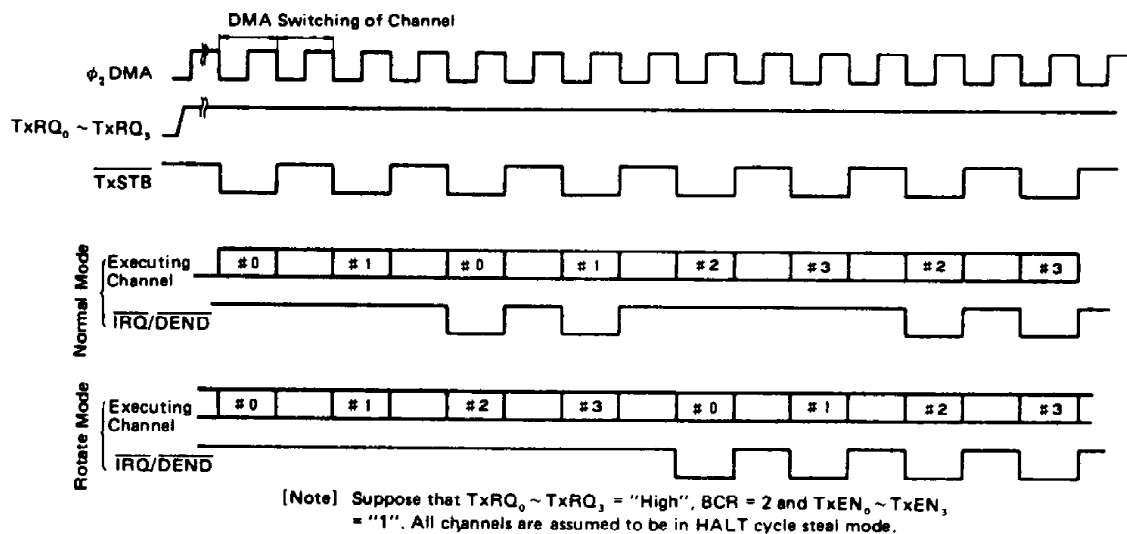 DMA Switching of Channel
φ₂ DMA
TxRQ₀ ~ TxRQ₃
TxSTB
Normal Mode
Executing Channel
#0 #1 #0 #1 #2 #3 #2 #3
IRQ/DEND
Rotate Mode
Executing Channel
#0 #1 #2 #3 #0 #1 #2 #3
IRQ/DEND
[Note] Suppose that TxRQ₀ ~ TxRQ₃ = "High", BCR = 2 and TxEN₀ ~ TxEN₃
= "1". All channels are assumed to be in HALT cycle steal mode.